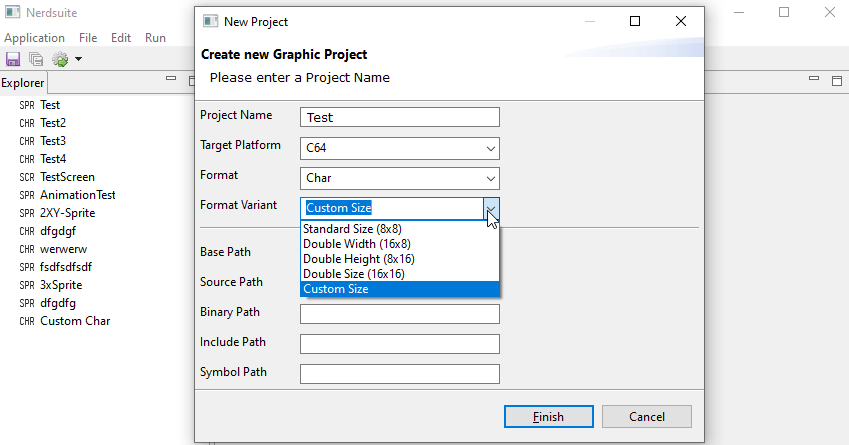 Nerdsuite
Application File Edit Run
Explorer
SPR Test
CHR Test2
CHR Test3
CHR Test4
SCR TestScreen
SPR AnimationTest
SPR 2XY-Sprite
CHR dfgdgf
CHR werwerw
SPR fsdfsdfsdf
SPR 3xSprite
SPR dfgdfg
CHR Custom Char
New Project
Create new Graphic Project
Please enter a Project Name
Project Name Test
Target Platform C64
Format Char
Format Variant Custom Size
Standard Size (8x8)
Double Width (16x8)
Double Height (8x16)
Double Size (16x16)
Custom Size
Base Path
Source Path
Binary Path
Include Path
Symbol Path
Finish Cancel